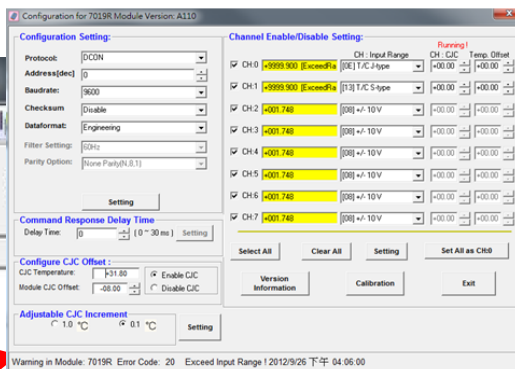 Configuration for 7019R Module Version: A110
Configuration Setting:
Protocol: DCON
Address[dec] 0
Baudrate: 9600
Checksum Disable
Dataformat: Engineering
Filter Setting: 60Hz
Parity Option: None Parity(N,8,1)
Setting
Command Response Delay Time
Delay Time: 0 ( 0 ~ 30 ms ) Setting
Configure CJC Offset :
CJC Temperature: +31.80 Enable CJC
Module CJC Offset: -08.00 Disable CJC
Adjustable CJC Increment
1.0 °C 0.1 °C Setting
Channel Enable/Disable Setting:
Running !
CH : Input Range CH : CJC Temp. Offset
CH:0 +9999.900 [ExceedRa [0E] T/C J-type +00.00 +00.00
CH:1 +9999.900 [ExceedRa [13] T/C S-type +00.00 +00.00
CH:2 +001.748 [08] +/- 10V +00.00 +00.00
CH:3 +001.748 [08] +/- 10V +00.00 +00.00
CH:4 +001.748 [08] +/- 10V +00.00 +00.00
CH:5 +001.748 [08] +/- 10V +00.00 +00.00
CH:6 +001.748 [08] +/- 10V +00.00 +00.00
CH:7 +001.748 [08] +/- 10V +00.00 +00.00
Select All Clear All Setting Set All as CH:0
Version Information Calibration Exit
Warning in Module: 7019R Error Code: 20 Exceed Input Range ! 2012/9/26 下午 04:06:00